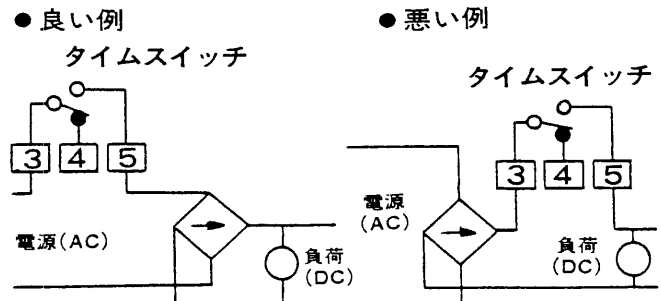 ● 良い例
タイムスイッチ
3 4 5
電源(AC)
負荷
(DC)
● 悪い例
タイムスイッチ
3 4 5
電源
(AC)
負荷
(DC)